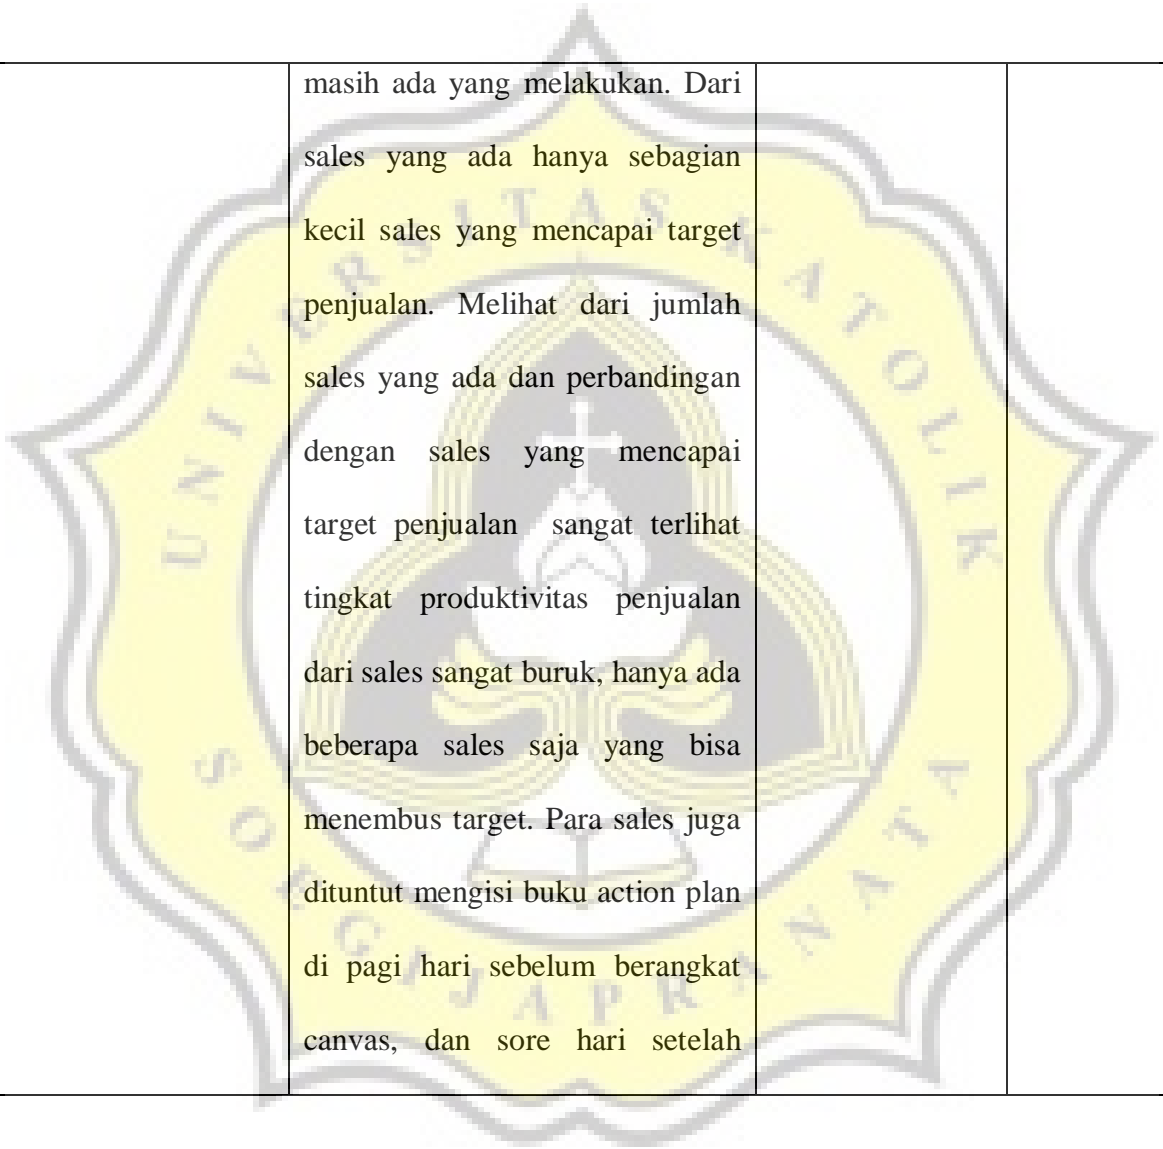 masih ada yang melakukan. Dari
sales yang ada hanya sebagian
kecil sales yang mencapai target
penjualan. Melihat dari jumlah
sales yang ada dan perbandingan
dengan sales yang mencapai
target penjualan sangat terlihat
tingkat produktivitas penjualan
dari sales sangat buruk, hanya ada
beberapa sales saja yang bisa
menembus target. Para sales juga
dituntut mengisi buku action plan
di pagi hari sebelum berangkat
canvas, dan sore hari setelah
UNIVERSITAS KATOLIK
SOEGIJAPRANATA